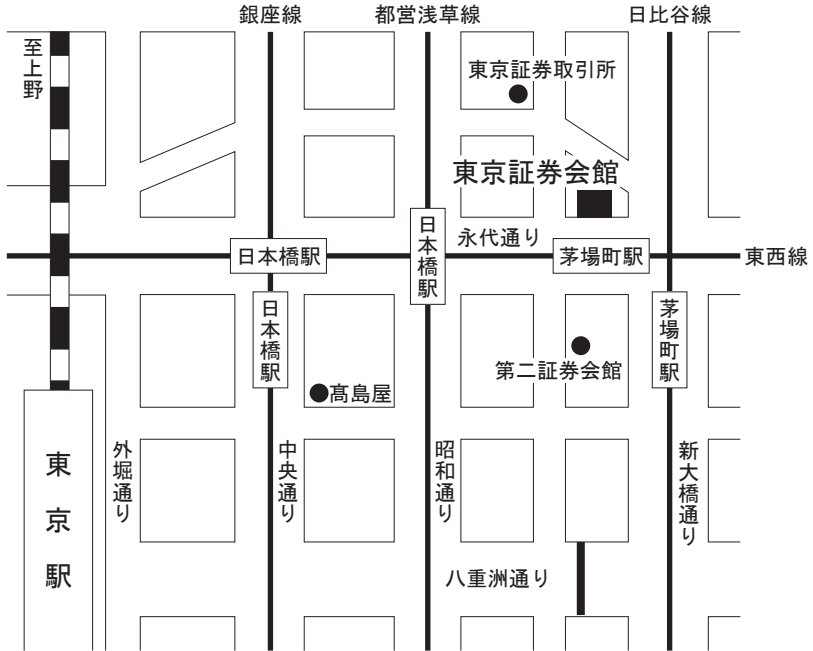 銀座線
都営浅草線
日比谷線
至上野
東京証券取引所
東京証券会館
永代通り
日本橋駅
日本橋駅
茅場町駅
東西線
日本橋駅
茅場町駅
第二証券会館
髙島屋
東京駅
外堀通り
中央通り
昭和通り
新大橋通り
八重洲通り